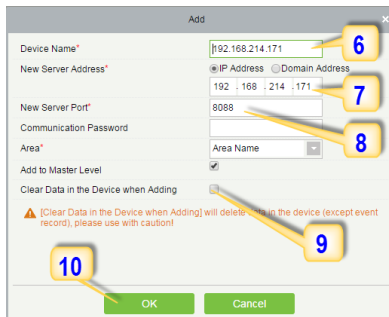 Add
Device Name* 192.168.214.171 6
New Server Address* IP Address Domain Address
192 . 168 . 214 . 171 7
New Server Port* 8088
Communication Password 8
Area* Area Name
Add to Master Level
Clear Data in the Device when Adding
[Clear Data in the Device when Adding] will delete data in the device (except event
record), please use with caution!
9
10
OK Cancel